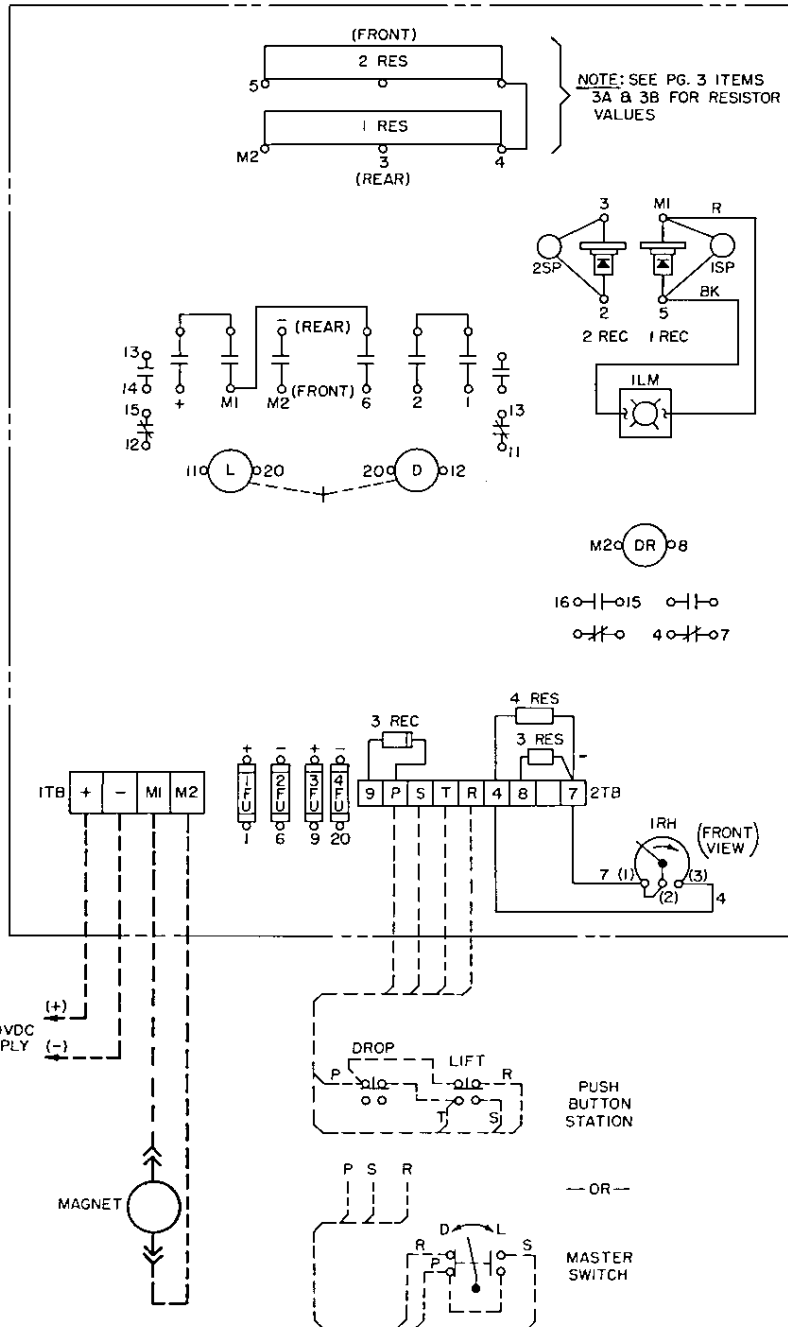 (FRONT)
2 RES
5
NOTE: SEE PG. 3 ITEMS
3A & 3B FOR RESISTOR
VALUES
1 RES
M2 3 4
(REAR)
3 M1 R
2SP 1SP
BK
2 5
2 REC 1 REC
− (REAR)
13
14 + M1 M2 (FRONT) 6 2 1
1LM
15 13
12 11
11 L 20 20 D 12
M2 DR 8
16 15
4 7
4 RES
3 REC
3 RES
+ − + − −
1TB + − M1 M2
1FU 2FU 3FU 4FU
9 P S T R 4 8 7 2TB
1 6 9 20
1RH (FRONT VIEW)
7 (1) (2) (3)
4
(+)
VDC
PLY (−)
DROP LIFT
P R
T S
PUSH
BUTTON
STATION
P S R
— OR —
MAGNET
D L
R S
P
MASTER
SWITCH